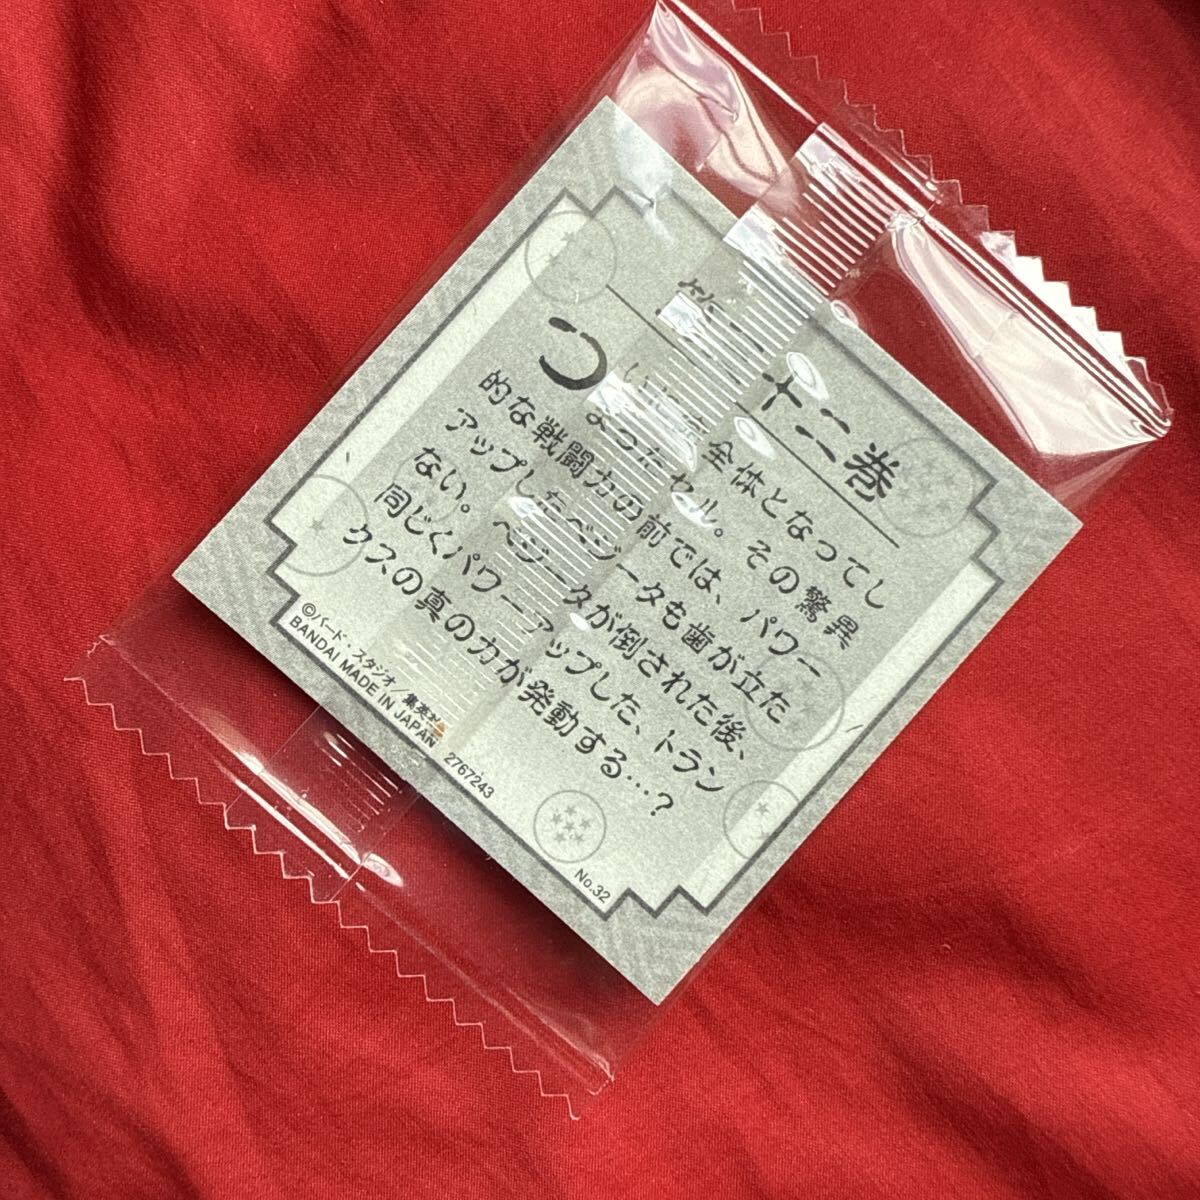 十二巻
つい
全体となってし
まったセル。その驚異
的な戦闘力の前では、パワー
アップしたベジータも歯が立た
ない。ベジータが倒された後、
同じくパワーアップした、トラン
クスの真の力が発動する…?
©バード・スタジオ/集英社
BANDAI MADE IN JAPAN 2767243
No.32